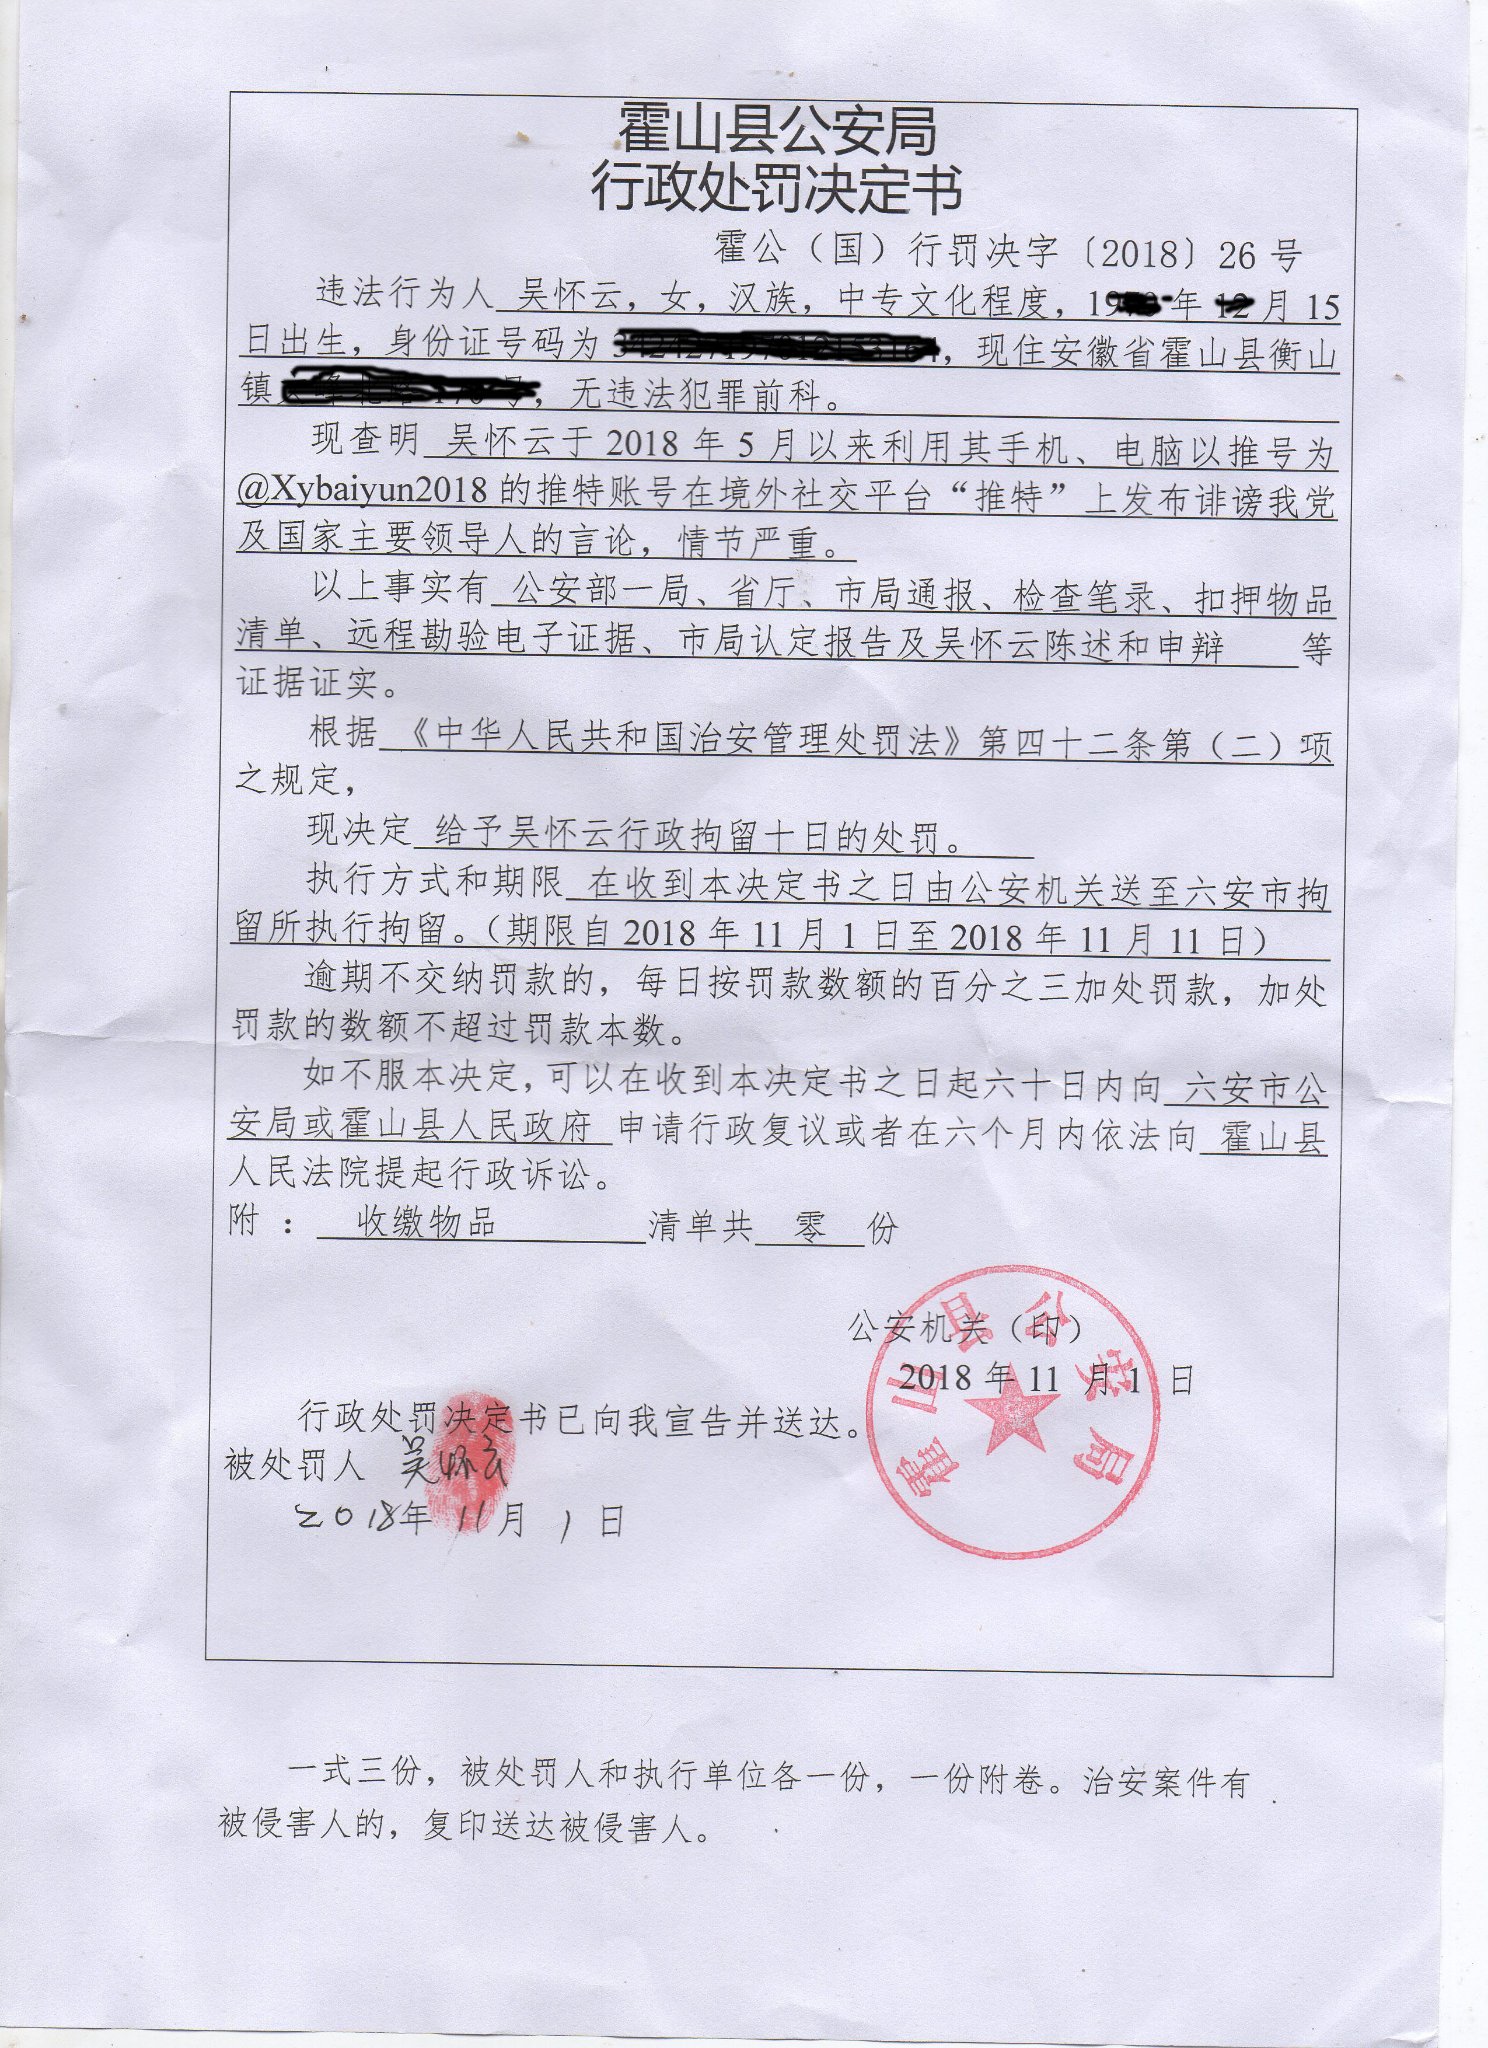 霍山县公安局
行政处罚决定书
霍公（国）行罚决字〔2018〕26 号
违法行为人 吴怀云，女，汉族，中专文化程度，19 年 月 15
日出生，身份证号码为 ，现住安徽省霍山县衡山
镇 号，无违法犯罪前科。
现查明 吴怀云于 2018 年 5 月以来利用其手机、电脑以推号为
@Xybaiyun2018 的推特账号在境外社交平台“推特”上发布诽谤我党
及国家主要领导人的言论，情节严重。
以上事实有 公安部一局、省厅、市局通报、检查笔录、扣押物品
清单、远程勘验电子证据、市局认定报告及吴怀云陈述和申辩 等
证据证实。
根据 《中华人民共和国治安管理处罚法》第四十二条第（二）项
之规定，
现决定 给予吴怀云行政拘留十日的处罚。
执行方式和期限 在收到本决定书之日由公安机关送至六安市拘
留所执行拘留。（期限自 2018 年 11 月 1 日至 2018 年 11 月 11 日）
逾期不交纳罚款的，每日按罚款数额的百分之三加处罚款，加处
罚款的数额不超过罚款本数。
如不服本决定，可以在收到本决定书之日起六十日内向 六安市公
安局或霍山县人民政府 申请行政复议或者在六个月内依法向 霍山县
人民法院提起行政诉讼。
附 ： 收缴物品 清单共 零 份
公安机关（印）
2018 年 11 月 1 日
霍山县公安局
行政处罚决定书已向我宣告并送达。
被处罚人 吴怀云
2018年 11月 1 日
一式三份，被处罚人和执行单位各一份，一份附卷。治安案件有
被侵害人的，复印送达被侵害人。